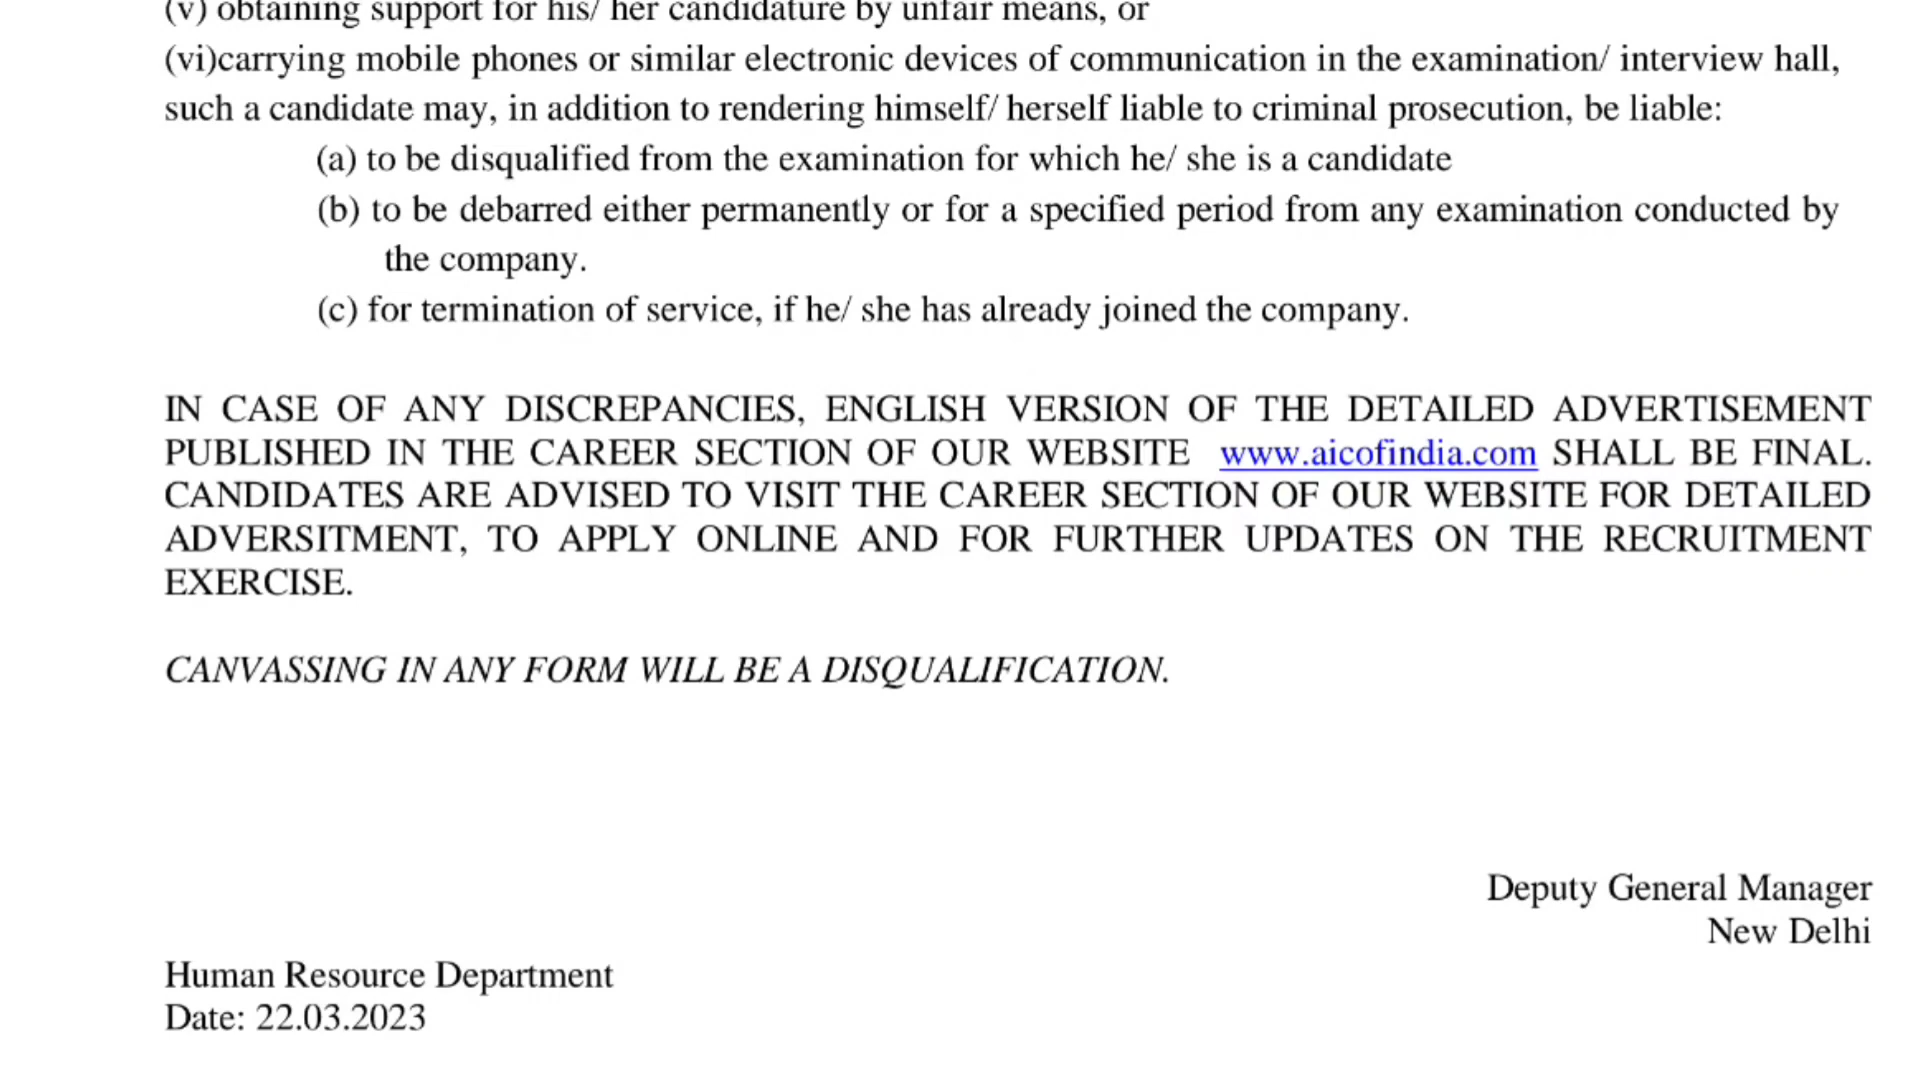 (v) obtaining support for his/ her candidature by unfair means, or
(vi)carrying mobile phones or similar electronic devices of communication in the examination/ interview hall,
such a candidate may, in addition to rendering himself/ herself liable to criminal prosecution, be liable:
(a) to be disqualified from the examination for which he/ she is a candidate
(b) to be debarred either permanently or for a specified period from any examination conducted by
the company.
(c) for termination of service, if he/ she has already joined the company.
IN CASE OF ANY DISCREPANCIES, ENGLISH VERSION OF THE DETAILED ADVERTISEMENT
PUBLISHED IN THE CAREER SECTION OF OUR WEBSITE www.aicofindia.com SHALL BE FINAL.
CANDIDATES ARE ADVISED TO VISIT THE CAREER SECTION OF OUR WEBSITE FOR DETAILED
ADVERSITMENT, TO APPLY ONLINE AND FOR FURTHER UPDATES ON THE RECRUITMENT
EXERCISE.
CANVASSING IN ANY FORM WILL BE A DISQUALIFICATION.
Deputy General Manager
New Delhi
Human Resource Department
Date: 22.03.2023